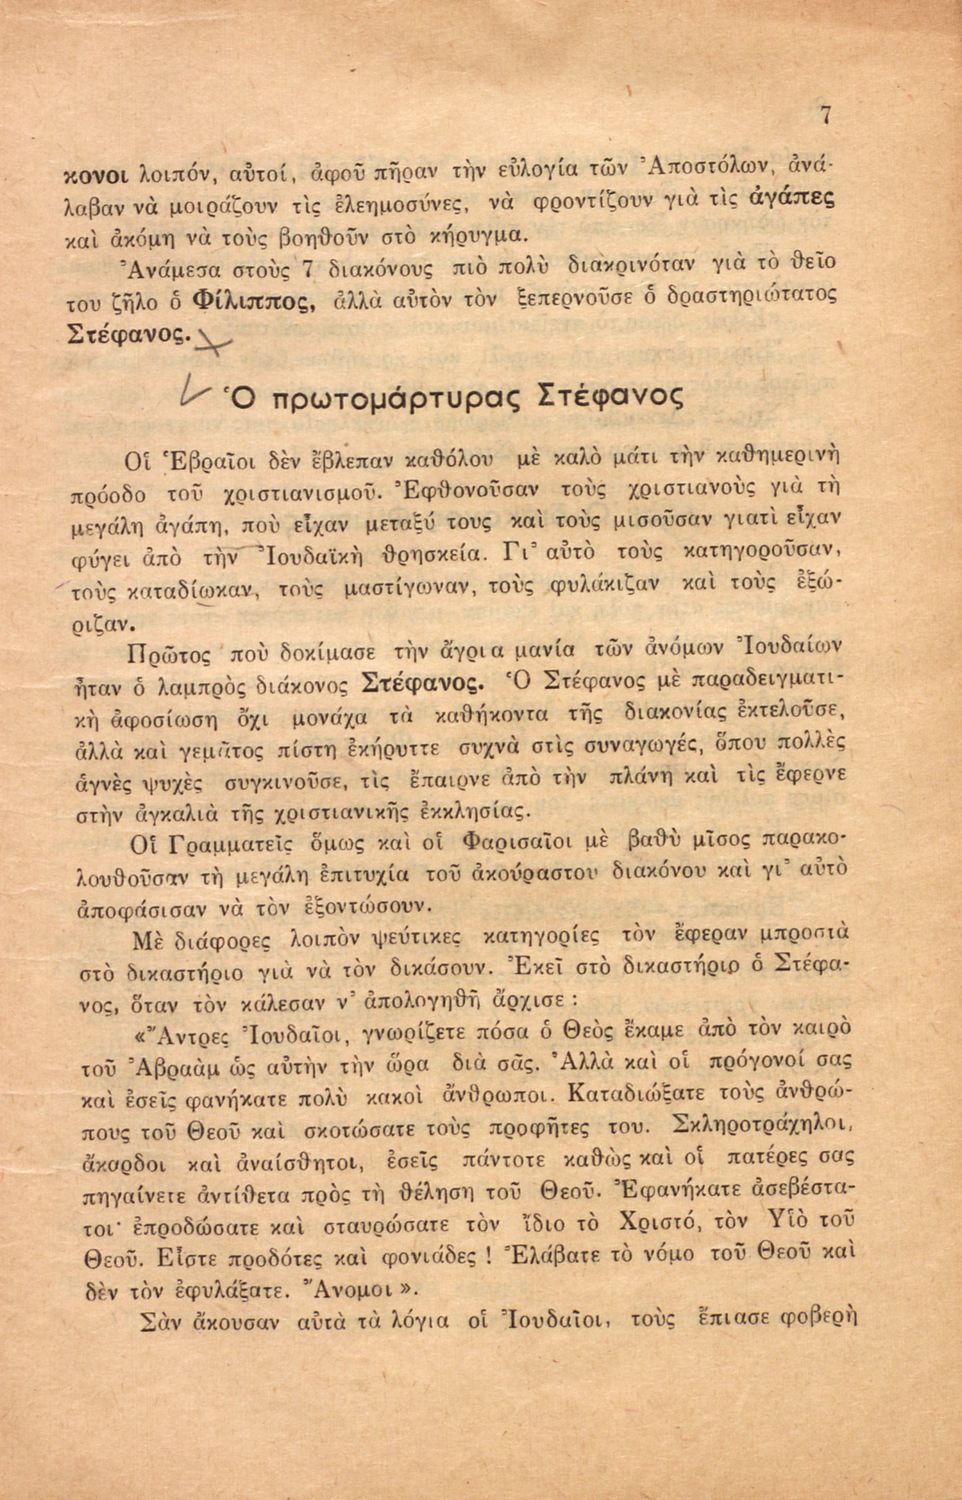 7
κονοι λοιπόν, αὐτοί, ἀφοῦ πῆραν τὴν εὐλογία τῶν Ἀποστόλων, ἀνά-
λαβαν νὰ μοιράζουν τὶς ἐλεημοσύνες, νὰ φροντίζουν γιὰ τὶς ἀγάπες
καὶ ἀκόμη νὰ τοὺς βοηθοῦν στὸ κήρυγμα.
Ἀνάμεσα στοὺς 7 διακόνους πιὸ πολὺ διακρινόταν γιὰ τὸ θεῖο
του ζῆλο ὁ Φίλιππος, ἀλλὰ αὐτὸν τὸν ξεπερνοῦσε ὁ δραστηριώτατος
Στέφανος.
Ὁ πρωτομάρτυρας Στέφανος
Οἱ Ἑβραῖοι δὲν ἔβλεπαν καθόλου μὲ καλὸ μάτι τὴν καθημερινὴ
πρόοδο τοῦ χριστιανισμοῦ. Ἐφθονοῦσαν τοὺς χριστιανοὺς γιὰ τὴ
μεγάλη ἀγάπη, ποὺ εἶχαν μεταξύ τους καὶ τοὺς μισοῦσαν γιατὶ εἶχαν
φύγει ἀπὸ τὴν Ἰουδαϊκὴ θρησκεία. Γι' αὐτὸ τοὺς κατηγοροῦσαν,
τοὺς καταδίωκαν, τοὺς μαστίγωναν, τοὺς φυλάκιζαν καὶ τοὺς ἐξώ-
ριζαν.
Πρῶτος ποὺ δοκίμασε τὴν ἄγρια μανία τῶν ἀνόμων Ἰουδαίων
ἦταν ὁ λαμπρὸς διάκονος Στέφανος. Ὁ Στέφανος μὲ παραδειγματι-
κὴ ἀφοσίωση ὄχι μονάχα τὰ καθήκοντα τῆς διακονίας ἐκτελοῦσε,
ἀλλὰ καὶ γεμᾶτος πίστη ἐκήρυττε συχνὰ στὶς συναγωγές, ὅπου πολλὲς
ἁγνὲς ψυχὲς συγκινοῦσε, τὶς ἔπαιρνε ἀπὸ τὴν πλάνη καὶ τὶς ἔφερνε
στὴν ἀγκαλιὰ τῆς χριστιανικῆς ἐκκλησίας.
Οἱ Γραμματεῖς ὅμως καὶ οἱ Φαρισαῖοι μὲ βαθὺ μῖσος παρακο-
λουθοῦσαν τὴ μεγάλη ἐπιτυχία τοῦ ἀκούραστου διακόνου καὶ γι' αὐτὸ
ἀποφάσισαν νὰ τὸν ἐξοντώσουν.
Μὲ διάφορες λοιπὸν ψεύτικες κατηγορίες τὸν ἔφεραν μπροστὰ
στὸ δικαστήριο γιὰ νὰ τὸν δικάσουν. Ἐκεῖ στὸ δικαστήριο ὁ Στέφα-
νος, ὅταν τὸν κάλεσαν ν' ἀπολογηθῆ ἄρχισε :
«Ἄντρες Ἰουδαῖοι, γνωρίζετε πόσα ὁ Θεὸς ἔκαμε ἀπὸ τὸν καιρὸ
τοῦ Ἀβραὰμ ὡς αὐτὴν τὴν ὥρα διὰ σᾶς. Ἀλλὰ καὶ οἱ πρόγονοί σας
καὶ ἐσεῖς φανήκατε πολὺ κακοὶ ἄνθρωποι. Καταδιώξατε τοὺς ἀνθρώ-
πους τοῦ Θεοῦ καὶ σκοτώσατε τοὺς προφῆτες του. Σκληροτράχηλοι,
ἄκαρδοι καὶ ἀναίσθητοι, ἐσεῖς πάντοτε καθὼς καὶ οἱ πατέρες σας
πηγαίνετε ἀντίθετα πρὸς τὴ θέληση τοῦ Θεοῦ. Ἐφανήκατε ἀσεβέστα-
τοι· ἐπροδώσατε καὶ σταυρώσατε τὸν ἴδιο τὸ Χριστό, τὸν Υἱὸ τοῦ
Θεοῦ. Εἶστε προδότες καὶ φονιάδες ! Ἐλάβατε τὸ νόμο τοῦ Θεοῦ καὶ
δὲν τὸν ἐφυλάξατε. Ἄνομοι».
Σὰν ἄκουσαν αὐτὰ τὰ λόγια οἱ Ἰουδαῖοι, τοὺς ἔπιασε φοβερὴ